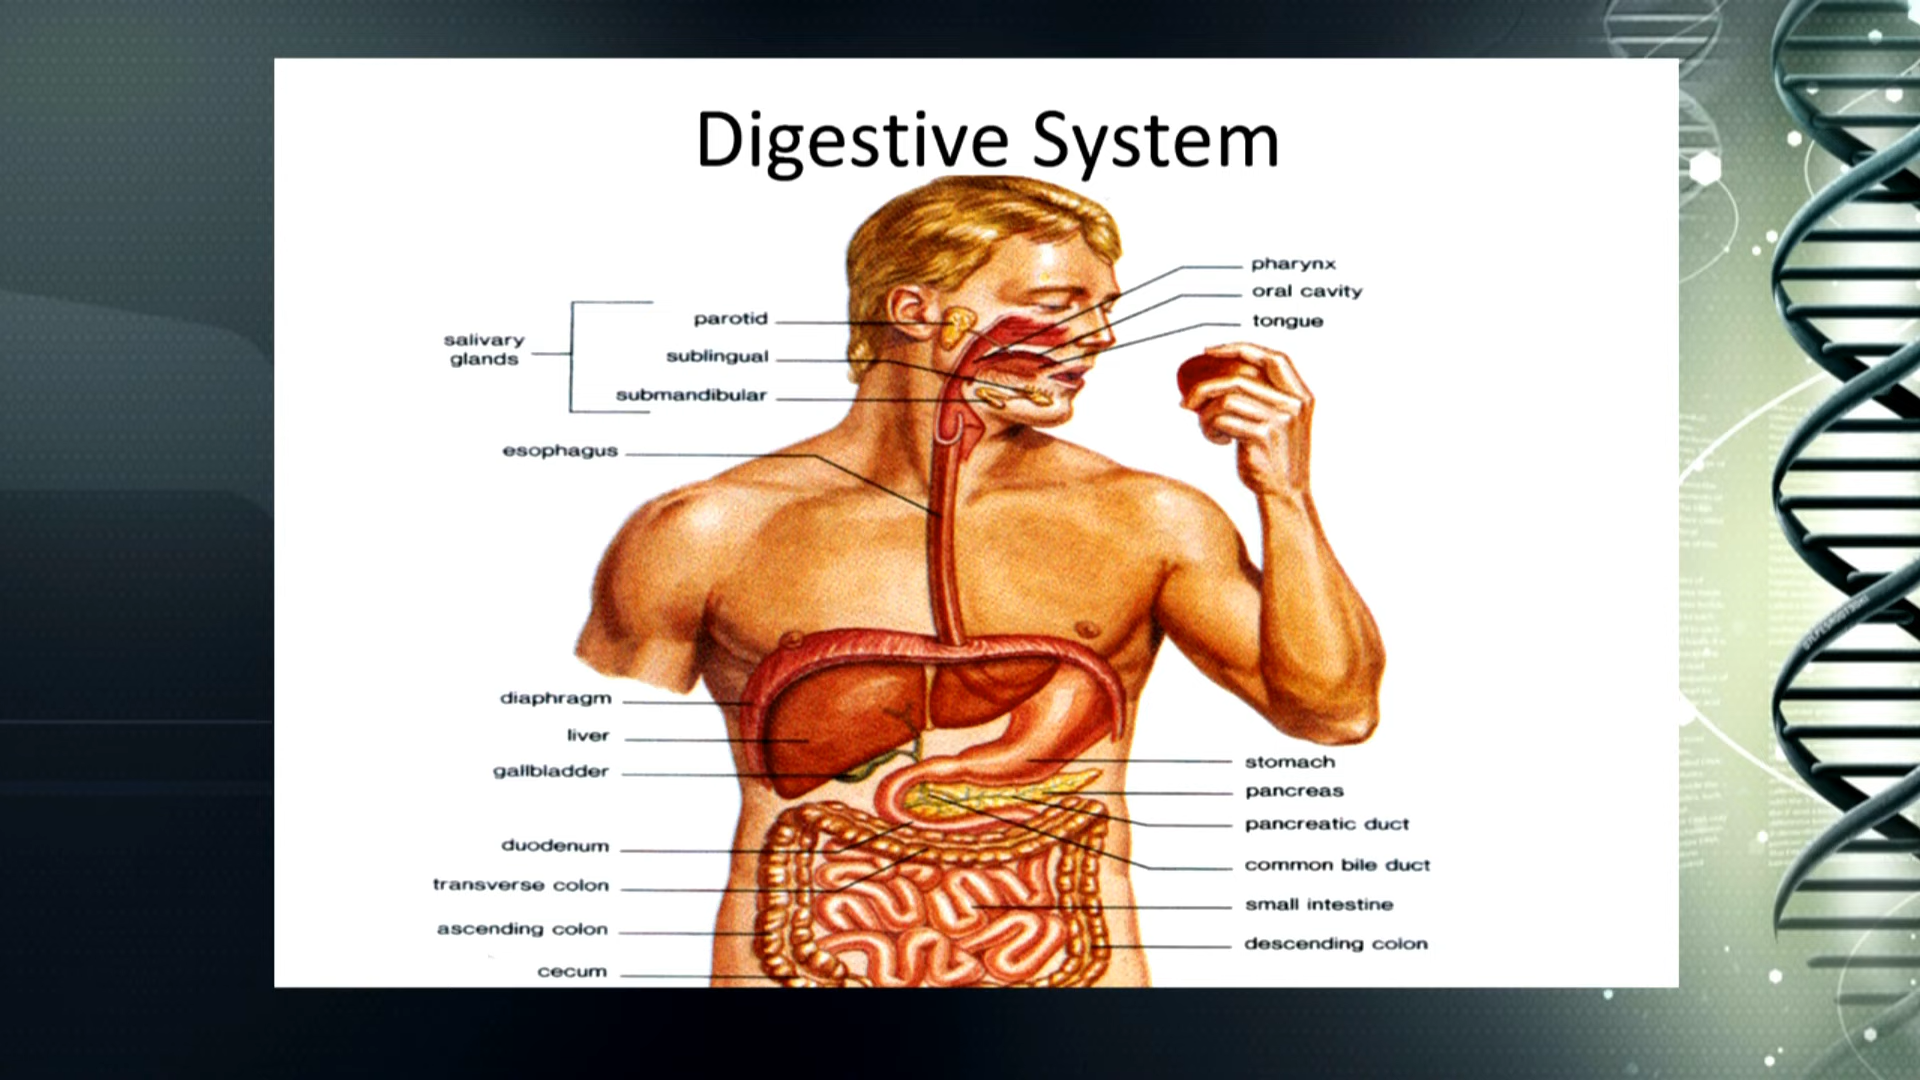 Digestive System
salivary
glands
parotid
sublingual
submandibular
esophagus
diaphragm
liver
gallbladder
duodenum
transverse colon
ascending colon
cecum
pharynx
oral cavity
tongue
stomach
pancreas
pancreatic duct
common bile duct
small intestine
descending colon